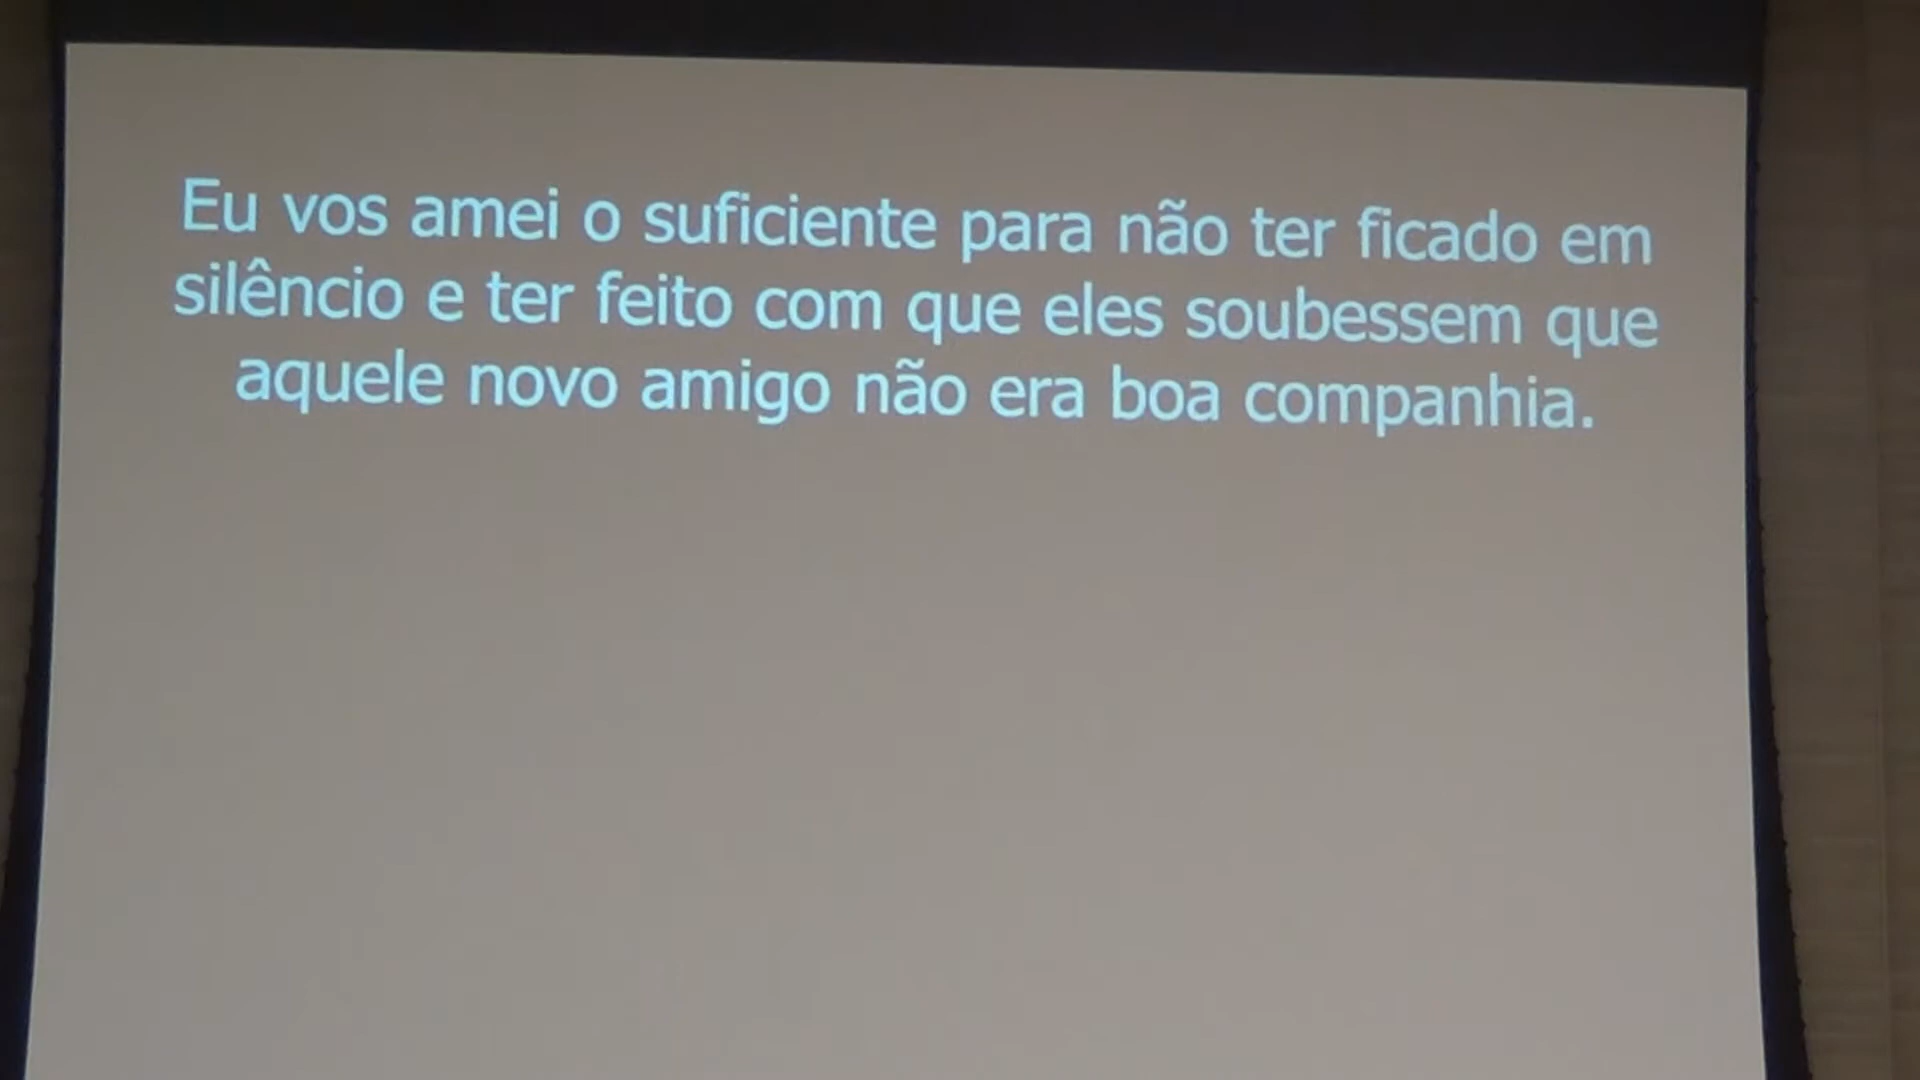 Eu vos amei o suficiente para não ter ficado em
silêncio e ter feito com que eles soubessem que
aquele novo amigo não era boa companhia.